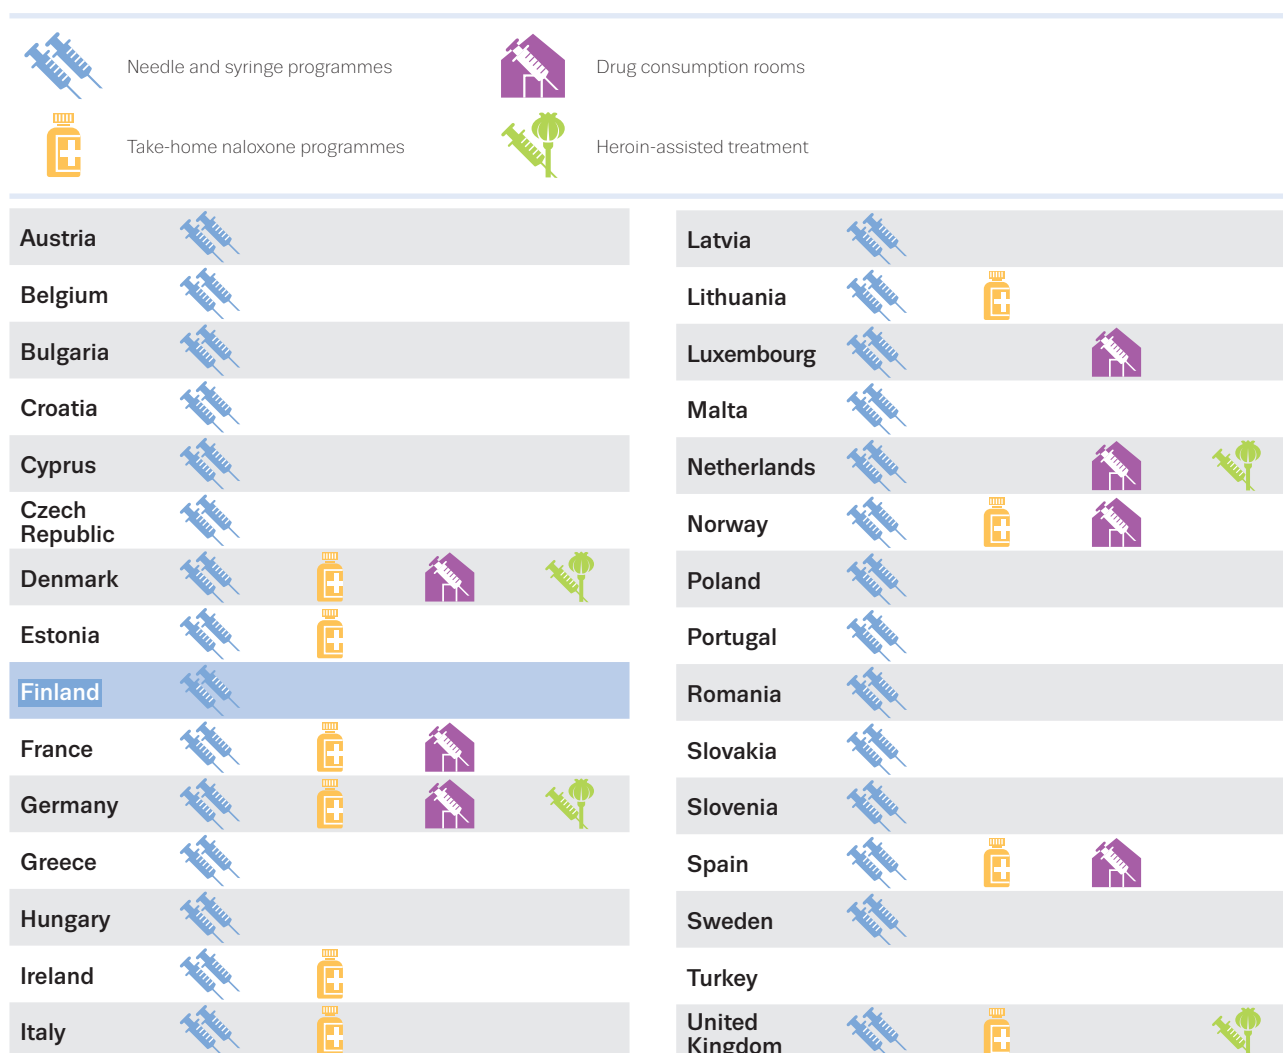 Needle and syringe programmes
Drug consumption rooms
Take-home naloxone programmes
Heroin-assisted treatment
Austria
Belgium
Bulgaria
Croatia
Cyprus
Czech
Republic
Denmark
Estonia
Finland
France
Germany
Greece
Hungary
Ireland
Italy
Latvia
Lithuania
Luxembourg
Malta
Netherlands
Norway
Poland
Portugal
Romania
Slovakia
Slovenia
Spain
Sweden
Turkey
United
Kingdom